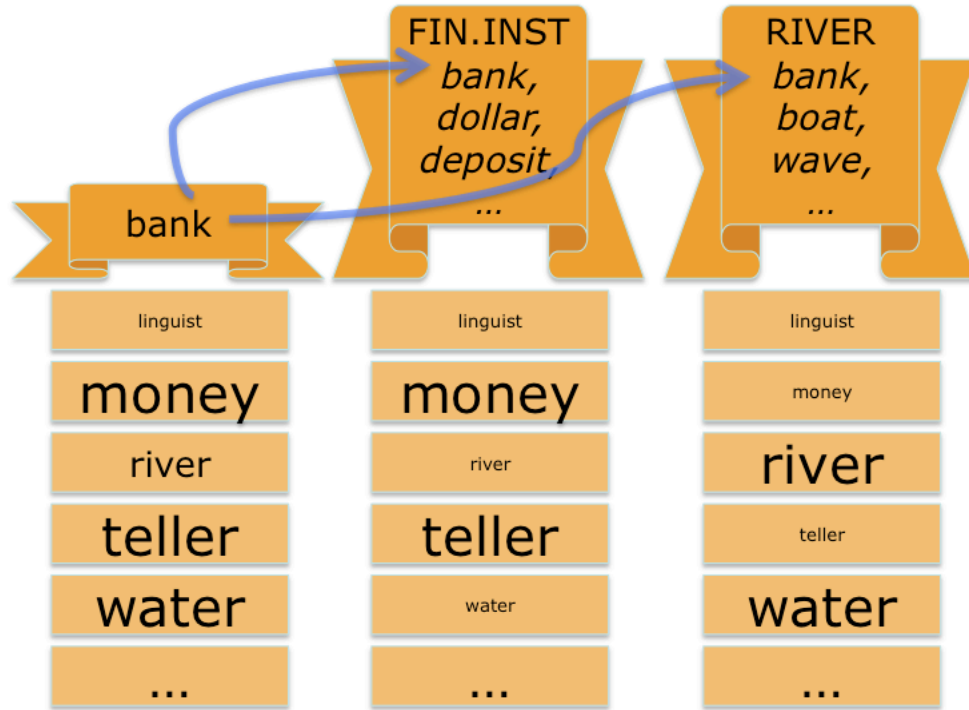 bank
linguist
money
river
teller
water
...
FIN.INST
bank,
dollar,
deposit,
...
linguist
money
river
teller
water
...
RIVER
bank,
boat,
wave,
...
linguist
money
river
teller
water
...